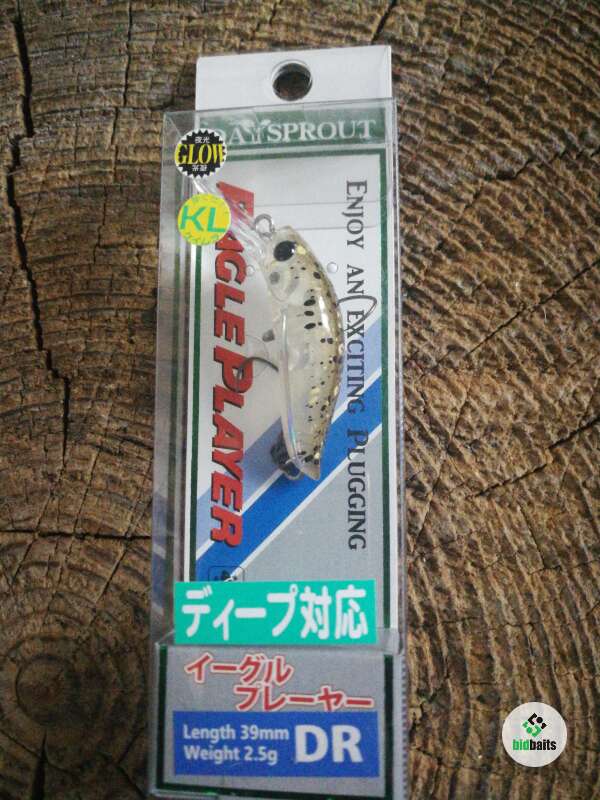 DAYSPROUT
夜光
GLOW
KL
ENJOY AN EXCITING PLUGGING
EAGLE PLAYER
ディープ対応
イーグル
プレーヤー
Length 39mm
Weight 2.5g
DR
bidbaits